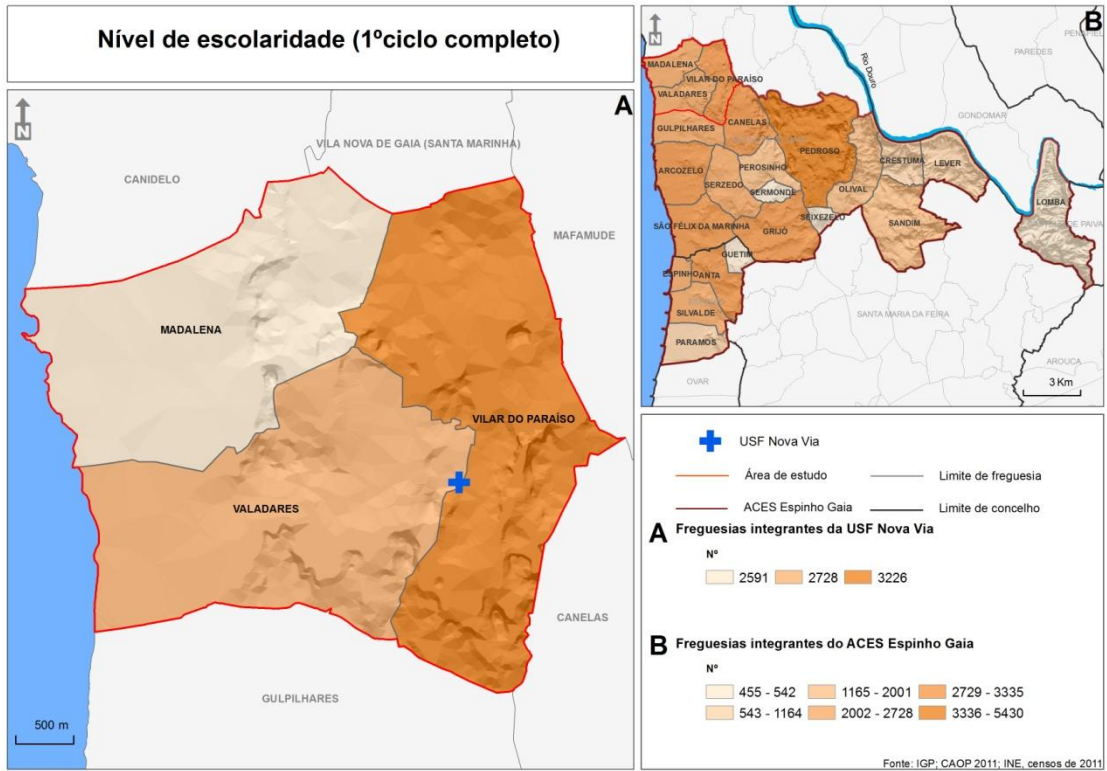 Nível de escolaridade (1ºciclo completo)
A
N
VILA NOVA DE GAIA (SANTA MARINHA)
CANIDELO
MAFAMUDE
MADALENA
VILAR DO PARAÍSO
VALADARES
CANELAS
GULPILHARES
500 m
B
N
PENAFIEL
PAREDES
MADALENA
VILAR DO PARAÍSO
Rio Douro
VALADARES
GONDOMAR
GULPILHARES
CANELAS
PEDROSO
CRESTUMA
LEVER
PEROSINHO
ARCOZELO
SERZEDO
SERMONDE
OLIVAL
LOMBA
SEIXEZELO
SANDIM
SÃO FÉLIX DA MARINHA
GRIJÓ
DE PAIVA
GUETIM
ESPINHO
ANTA
SILVALDE
SANTA MARIA DA FEIRA
PARAMOS
AROUCA
OVAR
3 Km
USF Nova Via
Área de estudo
Limite de freguesia
ACES Espinho Gaia
Limite de concelho
A Freguesias integrantes da USF Nova Via
Nº
2591 2728 3226
B Freguesias integrantes do ACES Espinho Gaia
Nº
455 - 542 1165 - 2001 2729 - 3335
543 - 1164 2002 - 2728 3336 - 5430
Fonte: IGP; CAOP 2011; INE, censos de 2011